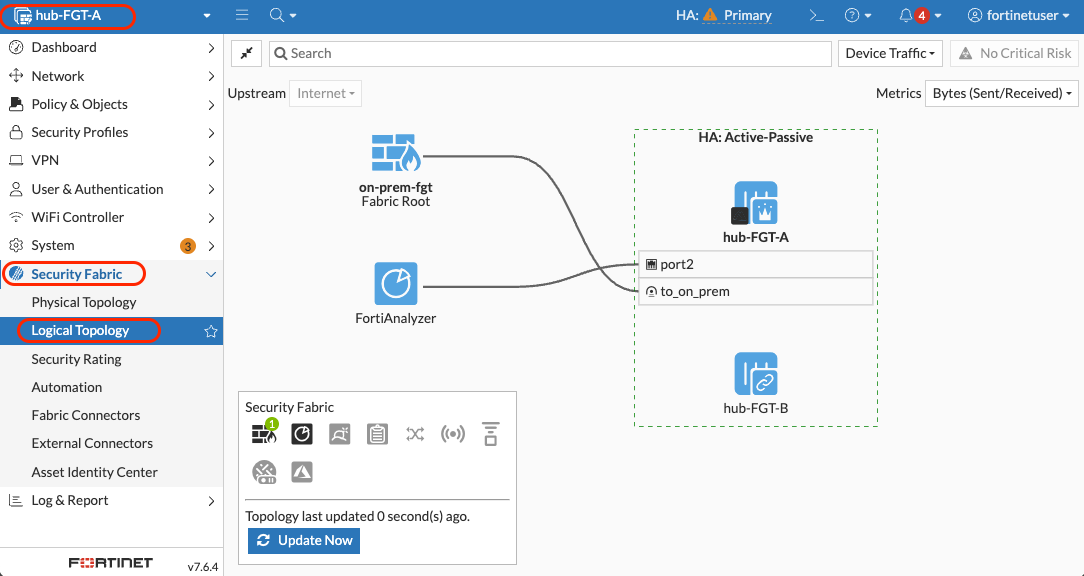 hub-FGT-A
HA: Primary
4
fortinetuser
Dashboard
Network
Policy & Objects
Security Profiles
VPN
User & Authentication
WiFi Controller
System
3
Security Fabric
Physical Topology
Logical Topology
Security Rating
Automation
Fabric Connectors
External Connectors
Asset Identity Center
Log & Report
FORTINET
v7.6.4
Search
Device Traffic
No Critical Risk
Upstream
Internet
Metrics
Bytes (Sent/Received)
on-prem-fgt
Fabric Root
FortiAnalyzer
HA: Active-Passive
hub-FGT-A
port2
to_on_prem
hub-FGT-B
Security Fabric
1
Topology last updated 0 second(s) ago.
Update Now